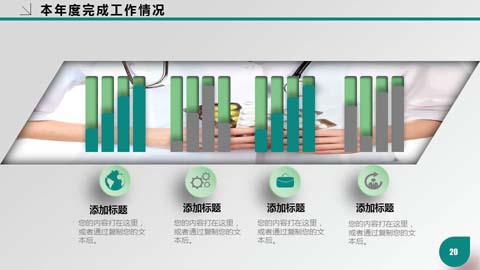 本年度完成工作情况
添加标题
您的内容打在这里,
或者通过复制您的文
本后。
添加标题
您的内容打在这里,
或者通过复制您的文
本后。
添加标题
您的内容打在这里,
或者通过复制您的文
本后。
添加标题
您的内容打在这里,
或者通过复制您的文
本后。
20